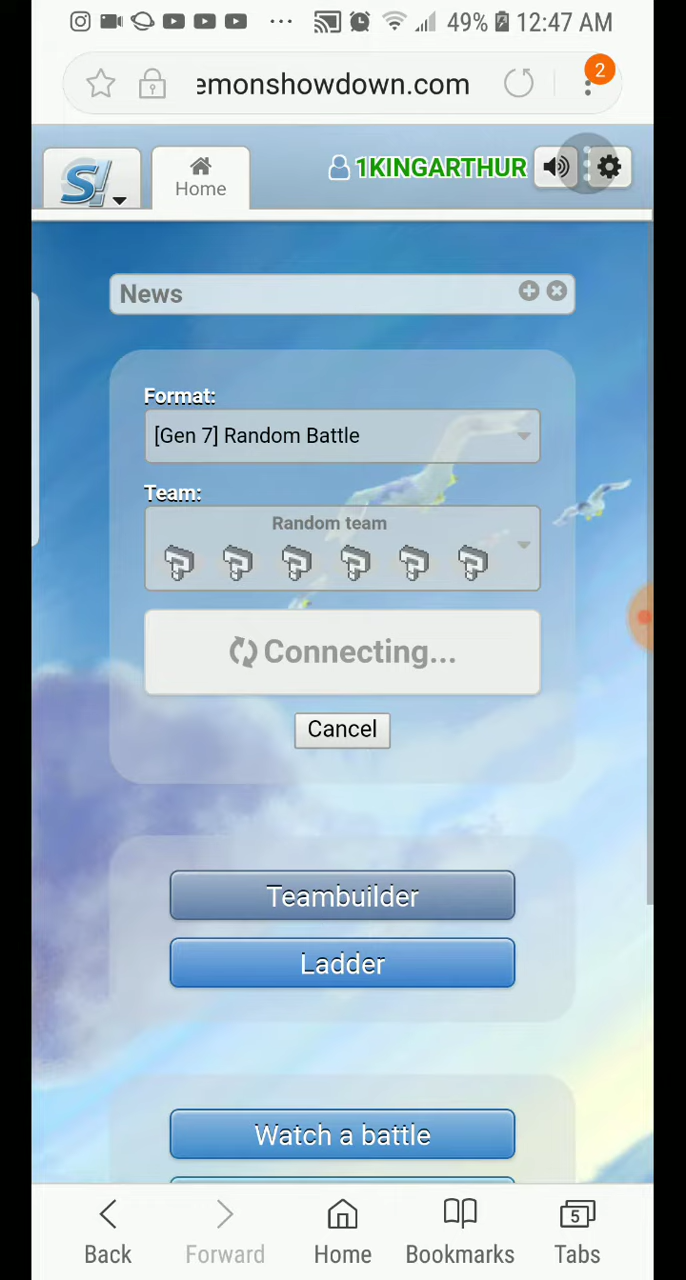 49% 12:47 AM
emonshowdown.com
2
Home
1KINGARTHUR
News
Format:
[Gen 7] Random Battle
Team:
Random team
Connecting...
Cancel
Teambuilder
Ladder
Watch a battle
5
Back Forward Home Bookmarks Tabs